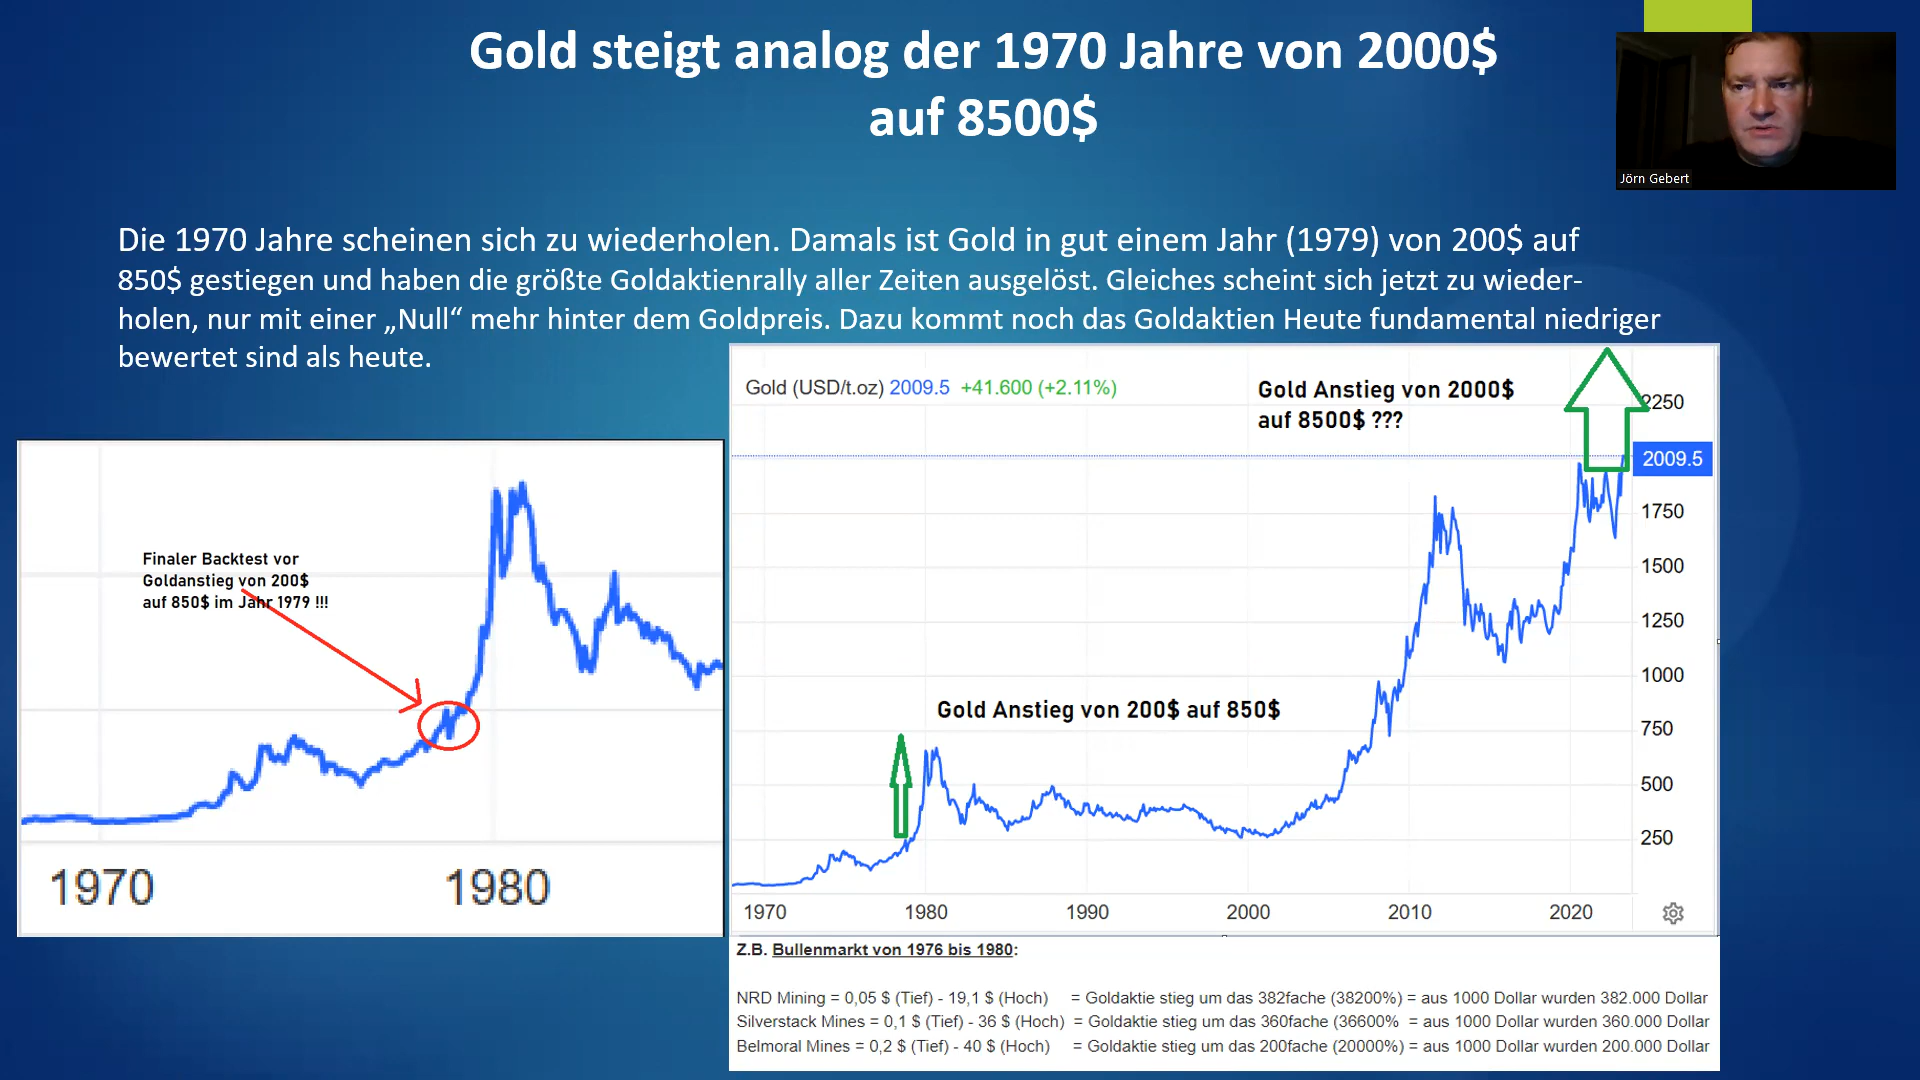 Gold steigt analog der 1970 Jahre von 2000$
auf 8500$
Jörn Gebert
Die 1970 Jahre scheinen sich zu wiederholen. Damals ist Gold in gut einem Jahr (1979) von 200$ auf
850$ gestiegen und haben die größte Goldaktienrally aller Zeiten ausgelöst. Gleiches scheint sich jetzt zu wieder-
holen, nur mit einer „Null“ mehr hinter dem Goldpreis. Dazu kommt noch das Goldaktien Heute fundamental niedriger
bewertet sind als heute.
Finaler Backtest vor
Goldanstieg von 200$
auf 850$ im Jahr 1979 !!!
1970 1980
Gold (USD/t.oz) 2009.5 +41.600 (+2.11%)
Gold Anstieg von 2000$
auf 8500$ ???
2250
2009.5
1750
1500
1250
1000
Gold Anstieg von 200$ auf 850$
750
500
250
1970 1980 1990 2000 2010 2020
Z.B. Bullenmarkt von 1976 bis 1980:
NRD Mining = 0,05 $ (Tief) - 19,1 $ (Hoch) = Goldaktie stieg um das 382fache (38200%) = aus 1000 Dollar wurden 382.000 Dollar
Silverstack Mines = 0,1 $ (Tief) - 36 $ (Hoch) = Goldaktie stieg um das 360fache (36600% = aus 1000 Dollar wurden 360.000 Dollar
Belmoral Mines = 0,2 $ (Tief) - 40 $ (Hoch) = Goldaktie stieg um das 200fache (20000%) = aus 1000 Dollar wurden 200.000 Dollar